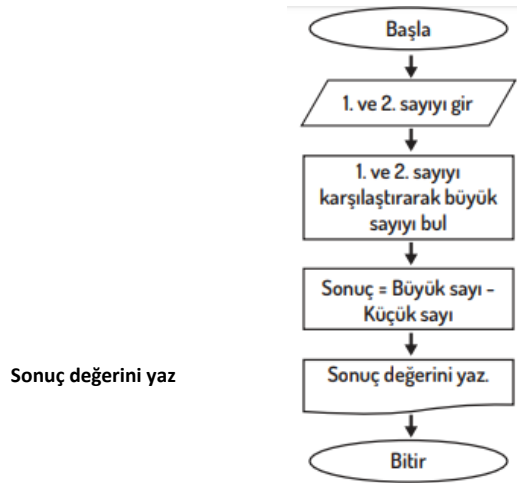 Başla
1. ve 2. sayıyı gir
1. ve 2. sayıyı
karşılaştırarak büyük
sayıyı bul
Sonuç = Büyük sayı -
Küçük sayı
Sonuç değerini yaz
Sonuç değerini yaz.
Bitir